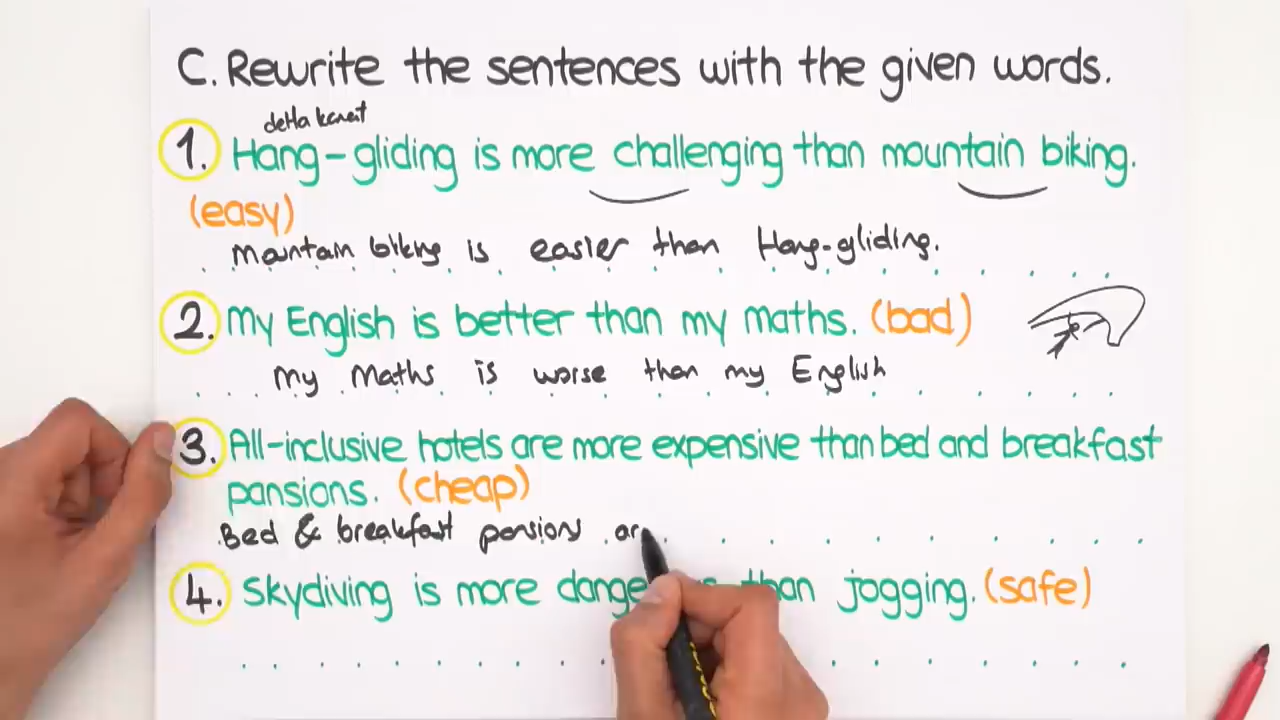 C. Rewrite the sentences with the given words.
delta kanat
1. Hang-gliding is more challenging than mountain biking.
(easy)
mountain biking is easier than Hang-gliding.
2. My English is better than my maths. (bad)
My Maths is worse than my English
3. All-inclusive hotels are more expensive than bed and breakfast
pansions. (cheap)
Bed & breakfast pansions ar
4. Skydiving is more than jogging. (safe)